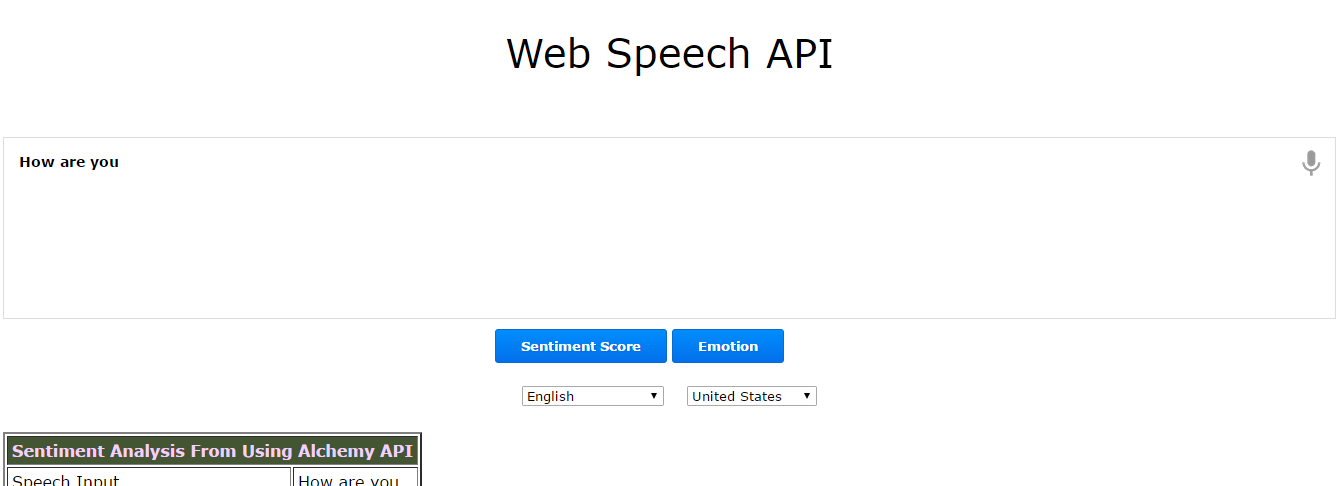 Web Speech API
How are you
Sentiment Score Emotion
English United States
Sentiment Analysis From Using Alchemy API
Speech Input How are you